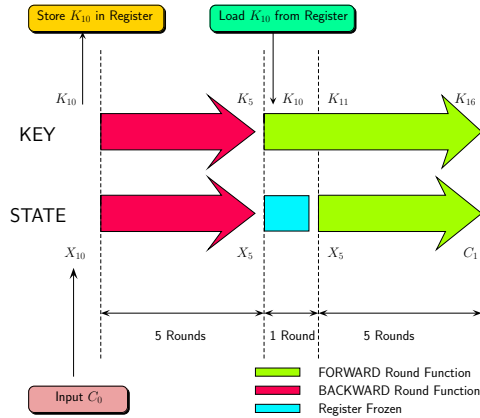 Store K₁₀ in Register
Load K₁₀ from Register
K₁₀ K₅ K₁₀ K₁₁ K₁₆
KEY
STATE
X₁₀ X₅ X₅ C₁
5 Rounds 1 Round 5 Rounds
FORWARD Round Function
BACKWARD Round Function
Register Frozen
Input C₀